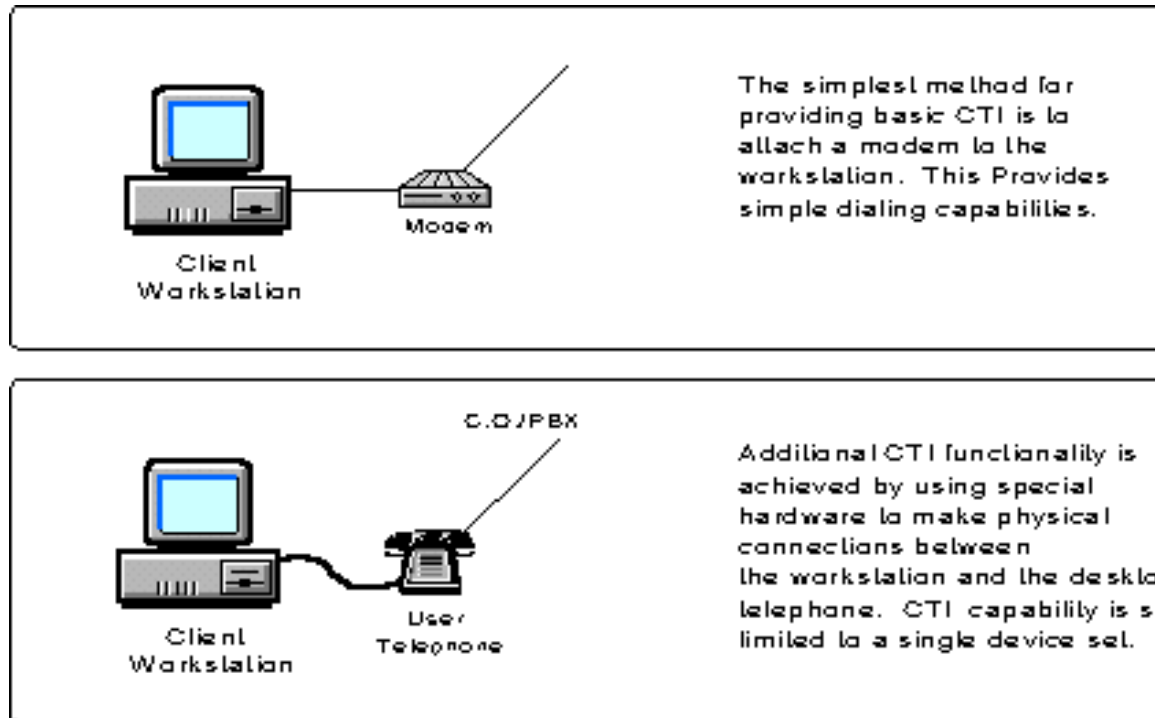 The simplest method for
providing basic CTI is to
attach a modem to the
workstation. This Provides
simple dialing capabilities.
Modem
Client
Workstation
C.O./PBX
Additional CTI functionality is
achieved by using special
hardware to make physical
connections between
the workstation and the deskto
telephone. CTI capability is s
limited to a single device set.
User
Telephone
Client
Workstation